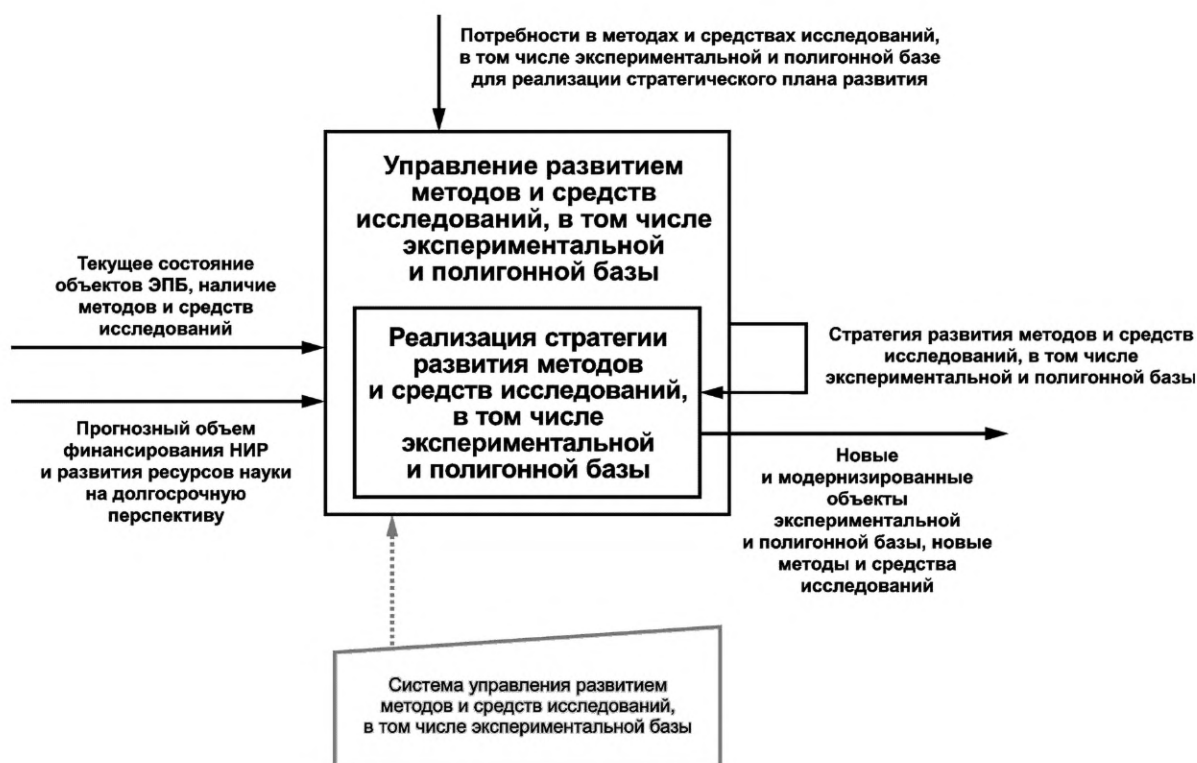 Потребности в методах и средствах исследований,
в том числе экспериментальной и полигонной базе
для реализации стратегического плана развития
Управление развитием
методов и средств
исследований, в том числе
экспериментальной
и полигонной базы
Текущее состояние
объектов ЭПБ, наличие
методов и средств
исследований
Реализация стратегии
развития методов
и средств исследований,
в том числе
экспериментальной
и полигонной базы
Стратегия развития методов и средств
исследований, в том числе
экспериментальной и полигонной базы
Прогнозный объем
финансирования НИР
и развития ресурсов науки
на долгосрочную
перспективу
Новые
и модернизированные
объекты
экспериментальной
и полигонной базы, новые
методы и средства
исследований
Система управления развитием
методов и средств исследований,
в том числе экспериментальной базы